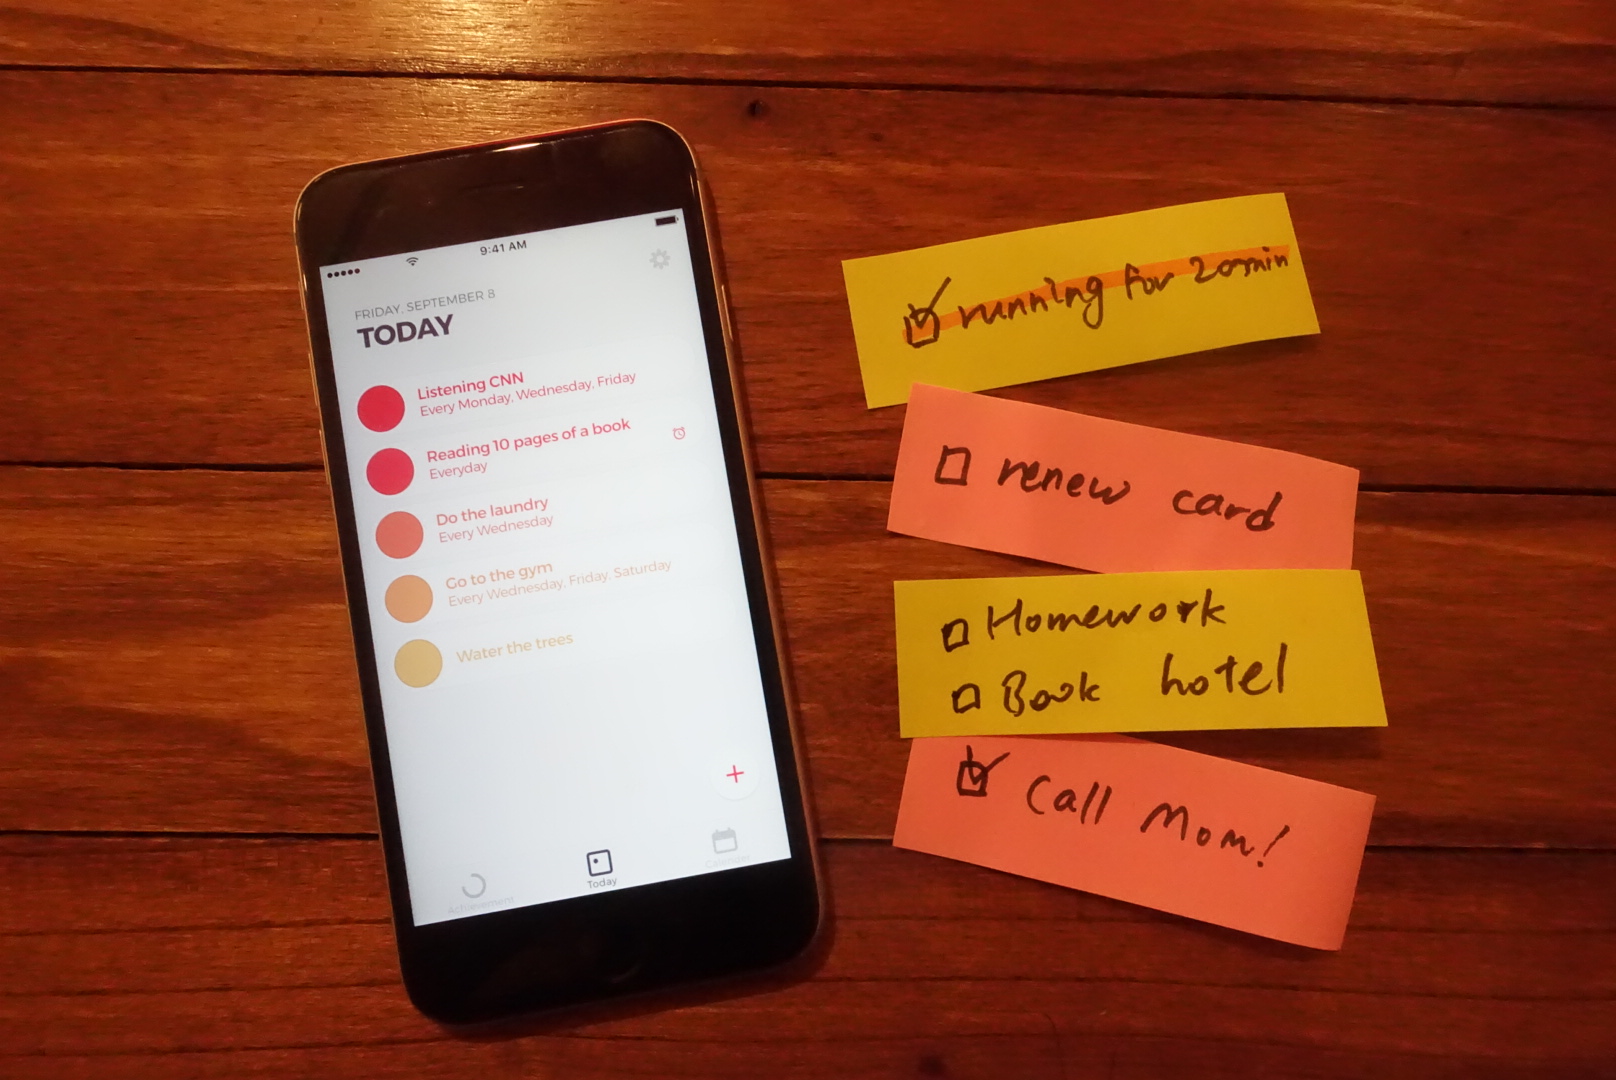 9:41 AM
FRIDAY, SEPTEMBER 8
TODAY
Listening CNN
Every Monday, Wednesday, Friday
Reading 10 pages of a book
Everyday
Do the laundry
Every Wednesday
Go to the gym
Every Wednesday, Friday, Saturday
Water the trees
Achievement
Today
Calendar
running for 20min
renew card
Homework
Book hotel
Call Mom!